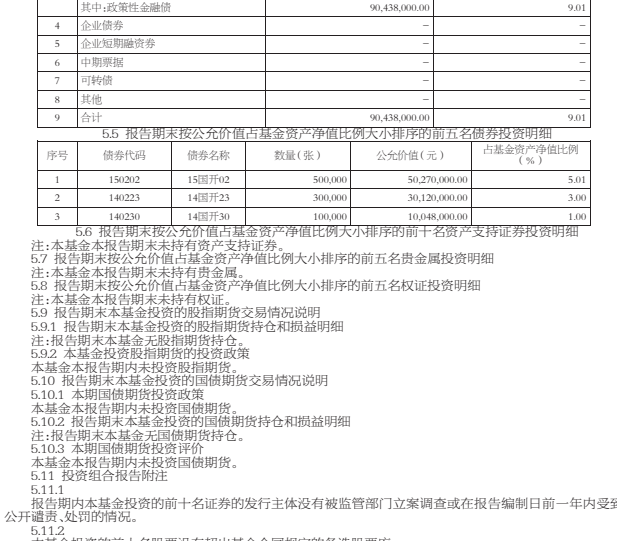 其中:政策性金融债 90,438,000.00 9.01
4 企业债券 – –
5 企业短期融资券 – –
6 中期票据 – –
7 可转债 – –
8 其他 – –
9 合计 90,438,000.00 9.01
5.5 报告期末按公允价值占基金资产净值比例大小排序的前五名债券投资明细
序号 债券代码 债券名称 数量(张) 公允价值(元) 占基金资产净值比例
(%)
1 150202 15国开02 500,000 50,270,000.00 5.01
2 140223 14国开23 300,000 30,120,000.00 3.00
3 140230 14国开30 100,000 10,048,000.00 1.00
5.6 报告期末按公允价值占基金资产净值比例大小排序的前十名资产支持证券投资明细
注:本基金本报告期末未持有资产支持证券。
5.7 报告期末按公允价值占基金资产净值比例大小排序的前五名贵金属投资明细
注:本基金本报告期末未持有贵金属。
5.8 报告期末按公允价值占基金资产净值比例大小排序的前五名权证投资明细
注:本基金本报告期末未持有权证。
5.9 报告期末本基金投资的股指期货交易情况说明
5.9.1 报告期末本基金投资的股指期货持仓和损益明细
注:报告期末本基金无股指期货持仓。
5.9.2 本基金投资股指期货的投资政策
本基金本报告期内未投资股指期货。
5.10 报告期末本基金投资的国债期货交易情况说明
5.10.1 本期国债期货投资政策
本基金本报告期内未投资国债期货。
5.10.2 报告期末本基金投资的国债期货持仓和损益明细
注:报告期末本基金无国债期货持仓。
5.10.3 本期国债期货投资评价
本基金本报告期内未投资国债期货。
5.11 投资组合报告附注
5.11.1
报告期内本基金投资的前十名证券的发行主体没有被监管部门立案调查或在报告编制日前一年内受到
公开谴责、处罚的情况。
5.11.2